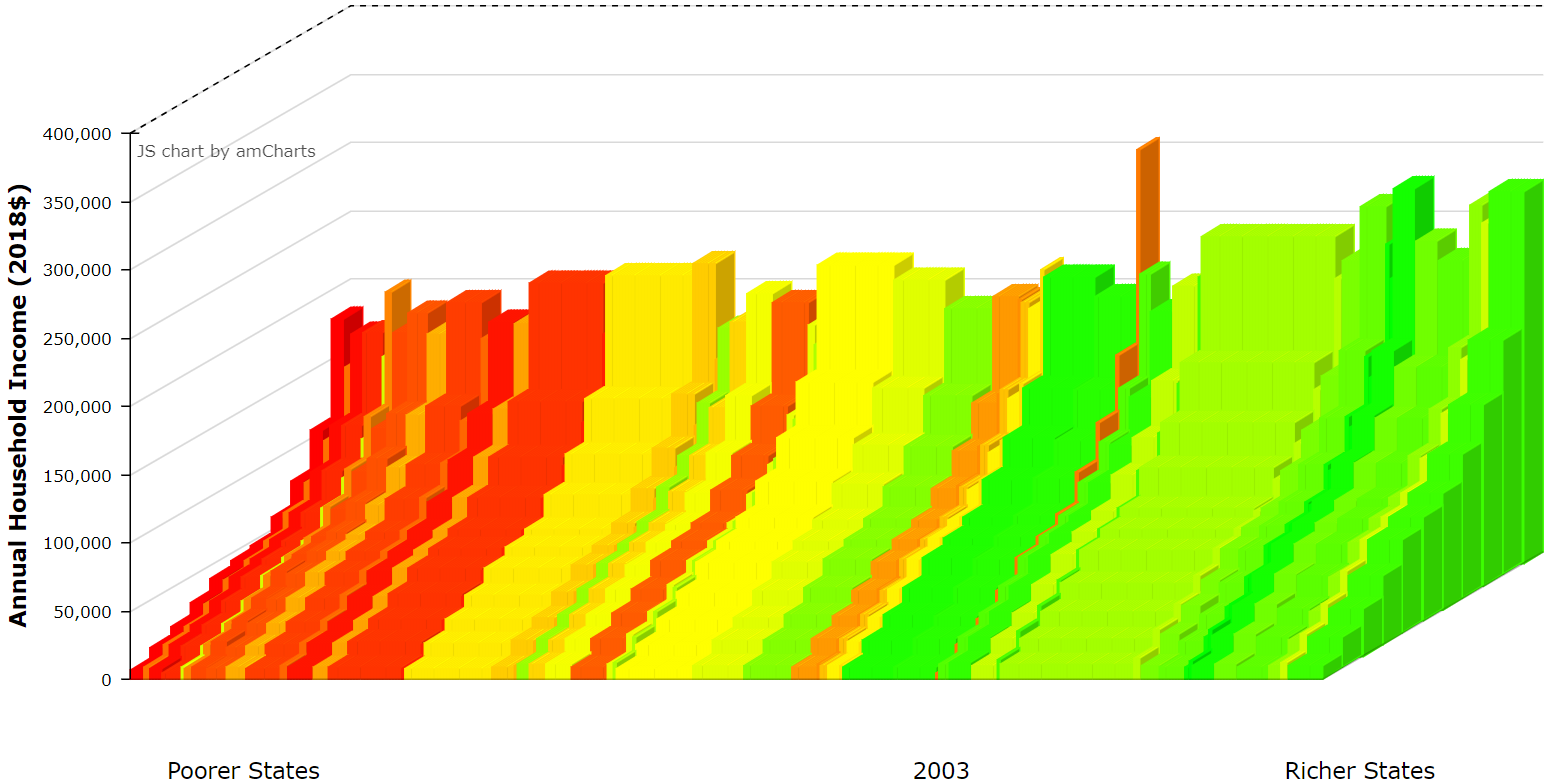 Annual Household Income (2018$)
400,000
JS chart by amCharts
350,000
300,000
250,000
200,000
150,000
100,000
50,000
0
Poorer States
2003
Richer States